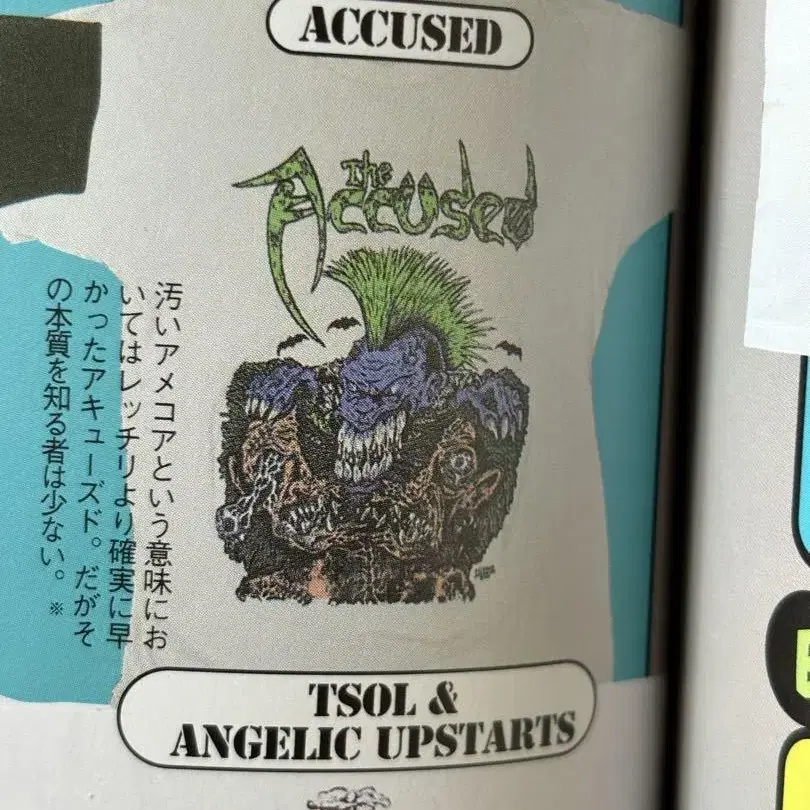 ACCUSED
The
Accused
汚いアメコアという意味にお
いてはレッチリより確実に早
かったアキューズド。だがそ
の本質を知る者は少ない。※
TSOL &
ANGELIC UPSTARTS